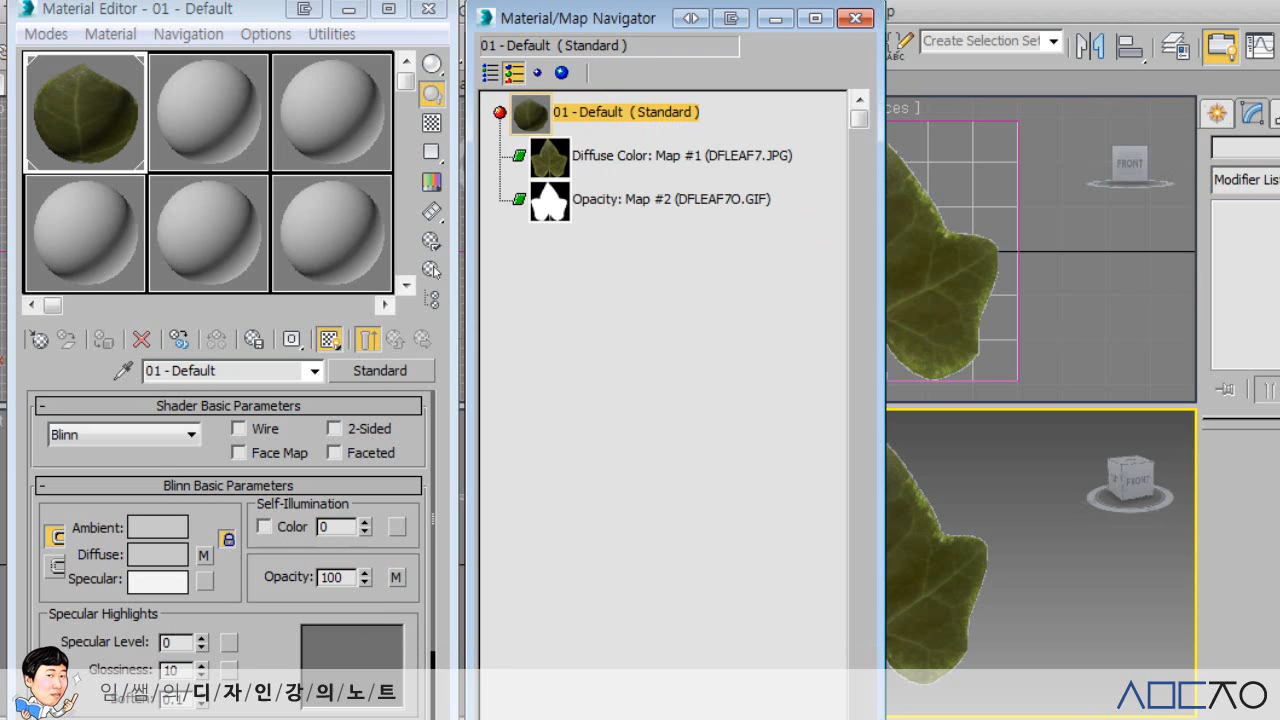 Material Editor - 01 - Default
Modes Material Navigation Options Utilities
01 - Default
Standard
- Shader Basic Parameters
Blinn
Wire
2-Sided
Face Map
Faceted
- Blinn Basic Parameters
Self-Illumination
Ambient:
Color 0
Diffuse:
M
Specular:
Opacity: 100 M
Specular Highlights
Specular Level: 0
Glossiness: 10
임/쌤/의/디/자/인/강/의/노/트
Material/Map Navigator
01 - Default ( Standard )
01 - Default ( Standard )
Diffuse Color: Map #1 (DFLEAF7.JPG)
Opacity: Map #2 (DFLEAF7O.GIF)
ABC
Create Selection Set
ces ]
FRONT
FRONT
Modifier List